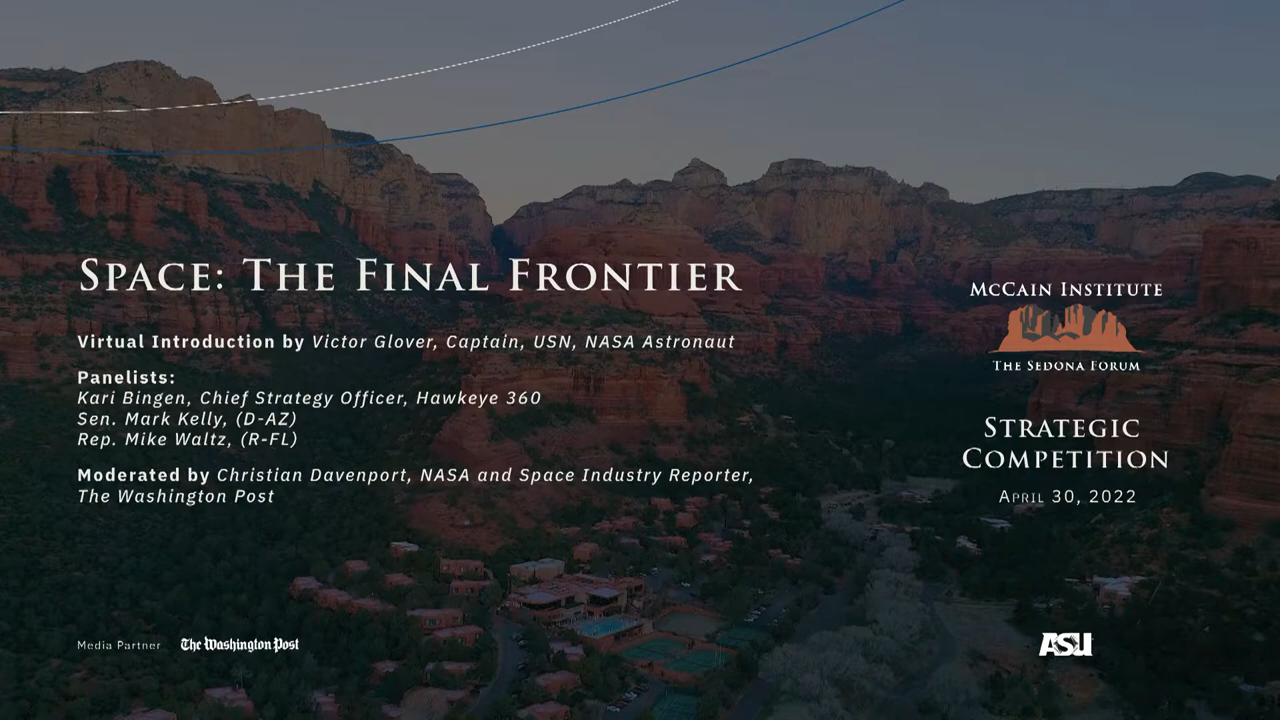 SPACE: THE FINAL FRONTIER
Virtual Introduction by Victor Glover, Captain, USN, NASA Astronaut
Panelists:
Kari Bingen, Chief Strategy Officer, Hawkeye 360
Sen. Mark Kelly, (D-AZ)
Rep. Mike Waltz, (R-FL)
Moderated by Christian Davenport, NASA and Space Industry Reporter,
The Washington Post
McCAIN INSTITUTE
THE SEDONA FORUM
STRATEGIC
COMPETITION
APRIL 30, 2022
Media Partner The Washington Post
ASU